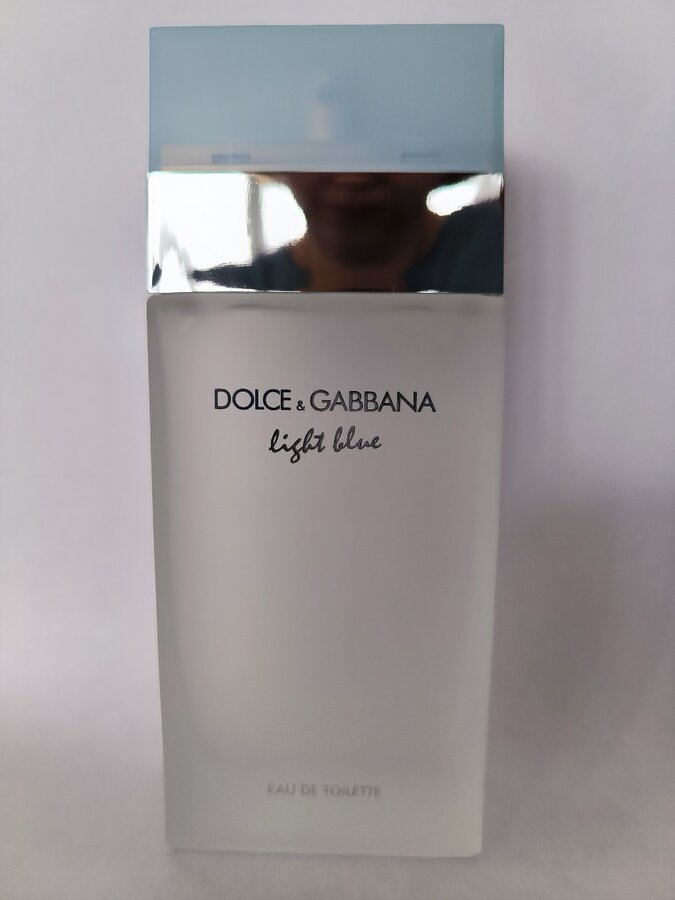 DOLCE & GABBANA
light blue
EAU DE TOILETTE